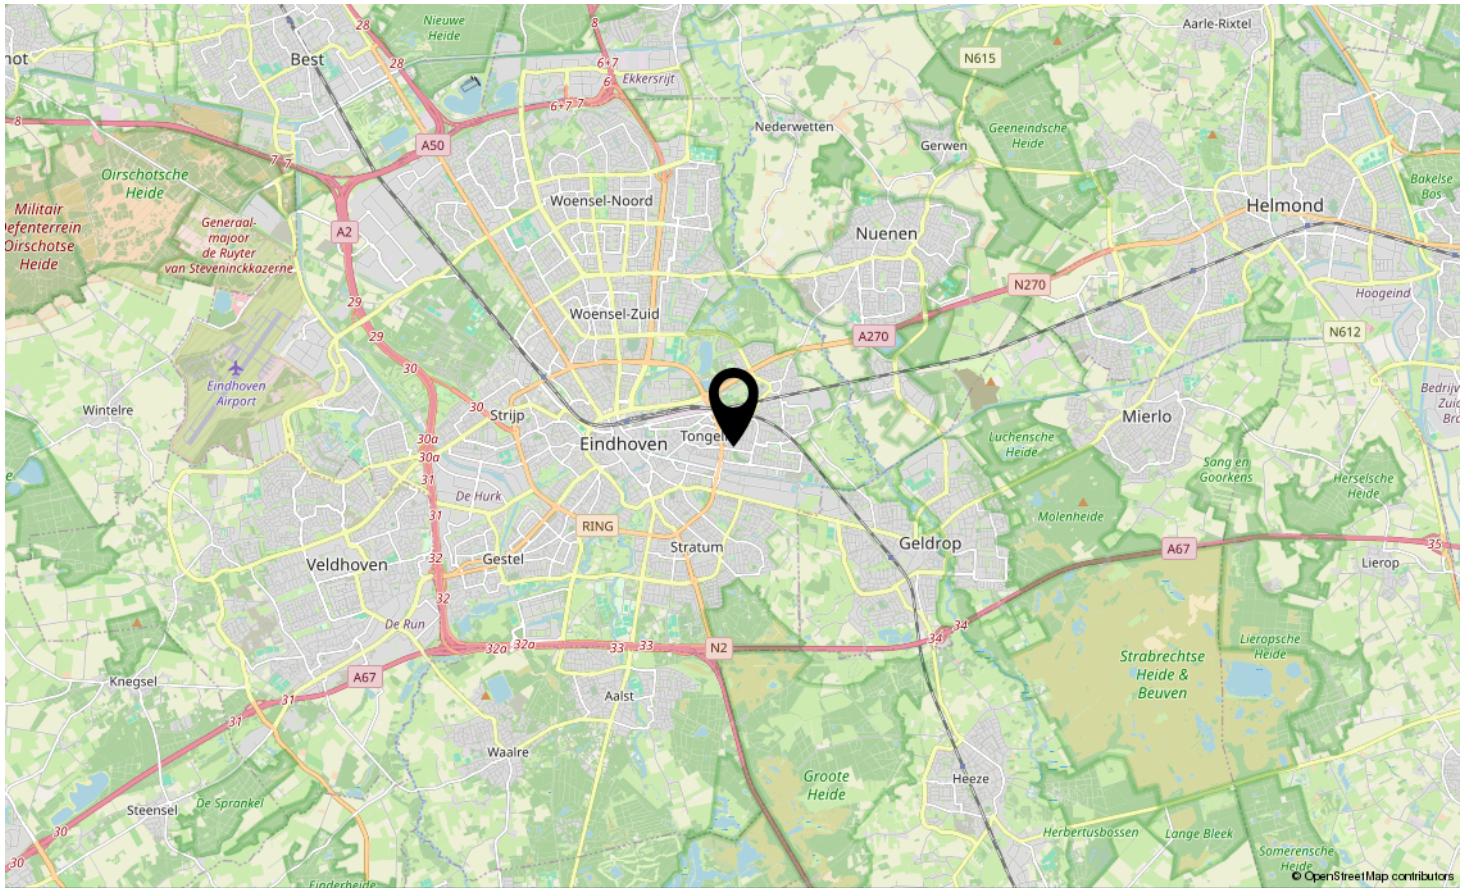 28
8
Nieuwe
Heide
Aarle-Rixtel
Best
N615
28
6+7
6
Ekkersrijt
6+7
7
8
Nederwetten
Geeneindsche
Heide
A50
Gerwen
7
7
Oirschotsche
Heide
Bakelse
Bos
Woensel-Noord
Helmond
Militair
Oirschotse
Heide
Generaal-
majoor
de Ruyter
van Steveninckkazerne
A2
Nuenen
N270
Hoogeind
29
Woensel-Zuid
29
A270
N612
30
Eindhoven
Airport
Wintelre
30
Strijp
Mierlo
30a
Eindhoven
Luchensche
Heide
30a
31
Sang en
Goorkens
Herselsche
Heide
De Hurk
31
RING
Molenheide
32
Gestel
Stratum
Geldrop
A67
35
Veldhoven
Lierop
32
De Run
34
34
32a
32a
33
33
N2
Lieropsche
Heide
Strabrechtse
Heide &
Beuven
Knegsel
A67
31
31
Aalst
Waalre
Groote
Heide
Heeze
Steensel
De Sprankel
30
30
Herbertusbossen
Lange Bleek
Somerensche
Heide
© OpenStreetMap contributors